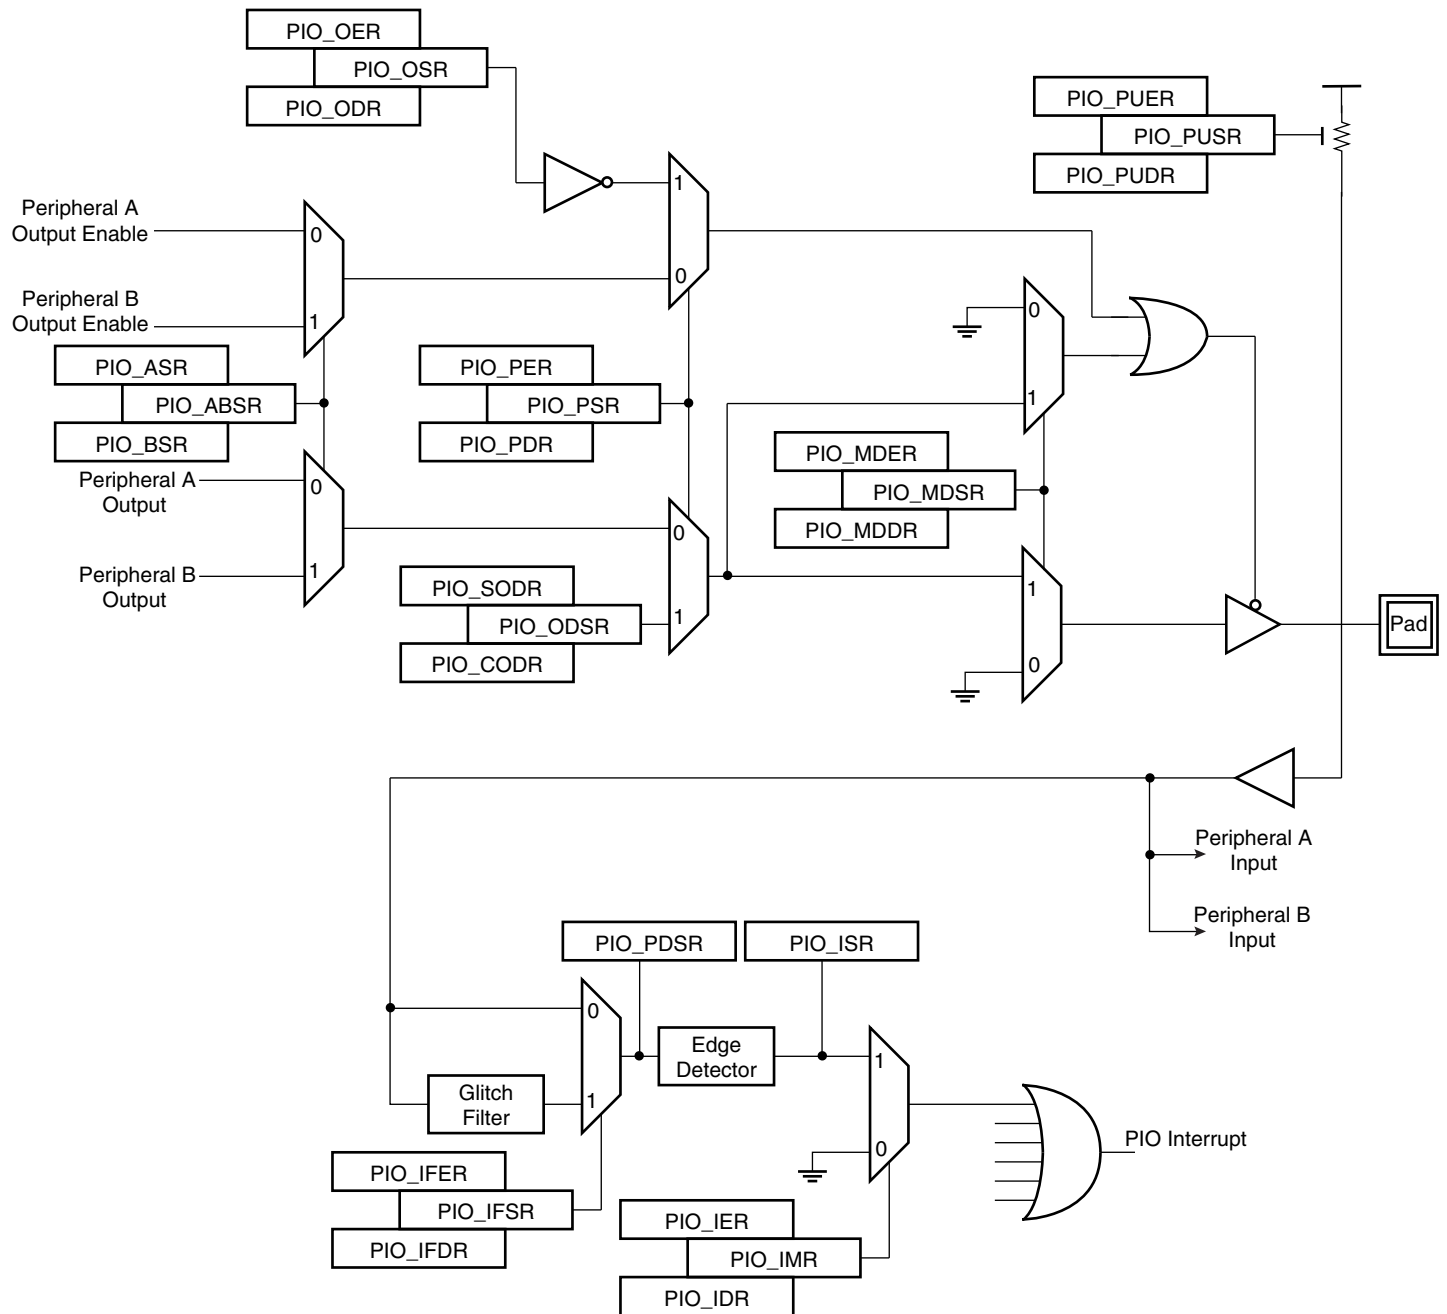 PIO_OER
PIO_OSR
PIO_ODR
PIO_PUER
PIO_PUSR
PIO_PUDR
1
0
Peripheral A
Output Enable
0
Peripheral B
Output Enable
1
0
1
PIO_ASR
PIO_ABSR
PIO_BSR
PIO_PER
PIO_PSR
PIO_PDR
PIO_MDER
PIO_MDSR
PIO_MDDR
Peripheral A
Output
0
Peripheral B
Output
1
0
1
PIO_SODR
PIO_ODSR
PIO_CODR
1
0
Pad
Peripheral A
Input
Peripheral B
Input
PIO_PDSR
PIO_ISR
0
1
Glitch
Filter
Edge
Detector
1
0
PIO Interrupt
PIO_IFER
PIO_IFSR
PIO_IFDR
PIO_IER
PIO_IMR
PIO_IDR